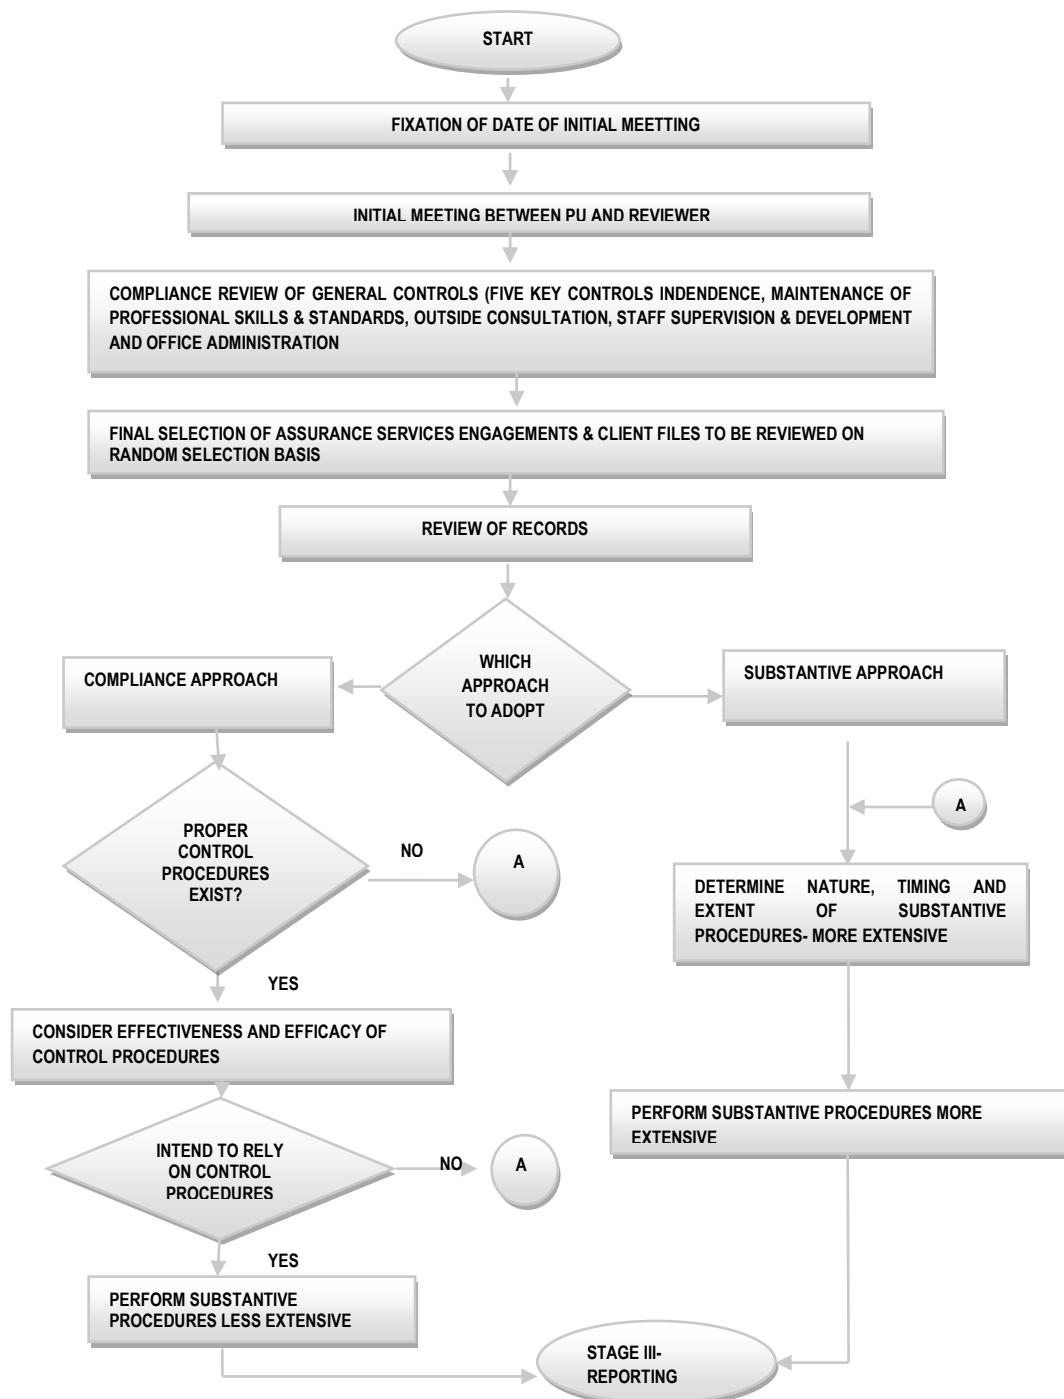 START
FIXATION OF DATE OF INITIAL MEETTING
INITIAL MEETING BETWEEN PU AND REVIEWER
COMPLIANCE REVIEW OF GENERAL CONTROLS (FIVE KEY CONTROLS INDENDENCE, MAINTENANCE OF
PROFESSIONAL SKILLS & STANDARDS, OUTSIDE CONSULTATION, STAFF SUPERVISION & DEVELOPMENT
AND OFFICE ADMINISTRATION
FINAL SELECTION OF ASSURANCE SERVICES ENGAGEMENTS & CLIENT FILES TO BE REVIEWED ON
RANDOM SELECTION BASIS
REVIEW OF RECORDS
WHICH
APPROACH
TO ADOPT
COMPLIANCE APPROACH
SUBSTANTIVE APPROACH
PROPER
CONTROL
PROCEDURES
EXIST?
NO
A
A
DETERMINE NATURE, TIMING AND
EXTENT OF SUBSTANTIVE
PROCEDURES- MORE EXTENSIVE
YES
CONSIDER EFFECTIVENESS AND EFFICACY OF
CONTROL PROCEDURES
PERFORM SUBSTANTIVE PROCEDURES MORE
EXTENSIVE
INTEND TO RELY
ON CONTROL
PROCEDURES
NO
A
YES
PERFORM SUBSTANTIVE
PROCEDURES LESS EXTENSIVE
STAGE III-
REPORTING